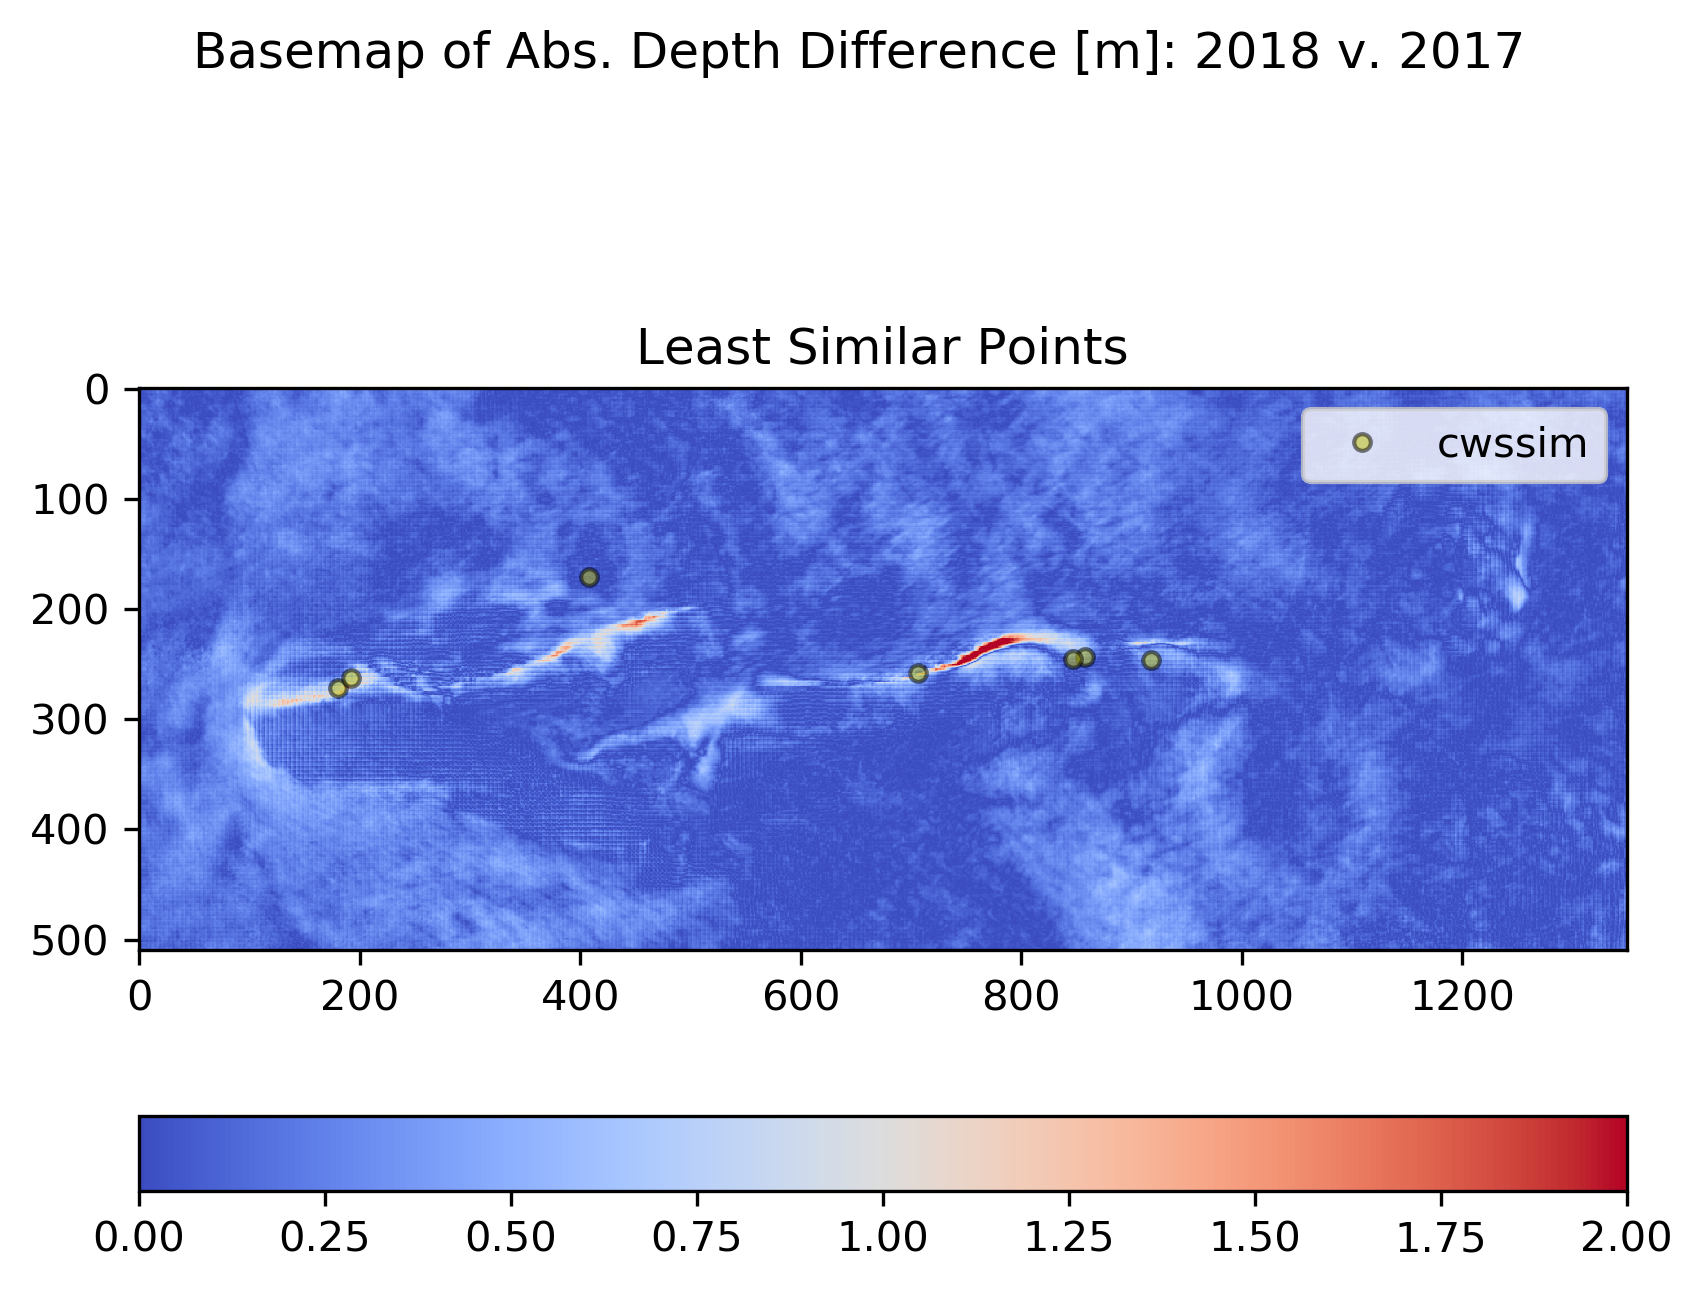 Basemap of Abs. Depth Difference [m]: 2018 v. 2017
Least Similar Points
cwssim
0
100
200
300
400
500
0 200 400 600 800 1000 1200
0.00 0.25 0.50 0.75 1.00 1.25 1.50 1.75 2.00